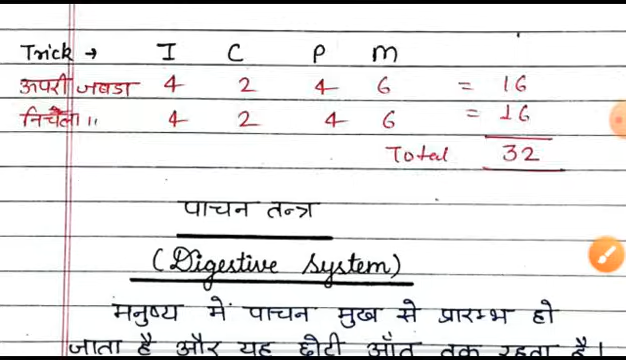 Trick → I C P M
ऊपरी जबडा 4 2 4 6 = 16
निचैला ıı 4 2 4 6 = 16
Total 32
पाचन तन्त्र
(Digestive System)
मनुष्य में पाचन मुख से प्रारम्भ हो
जाता है और यह छोटी आँत तक रहता है।